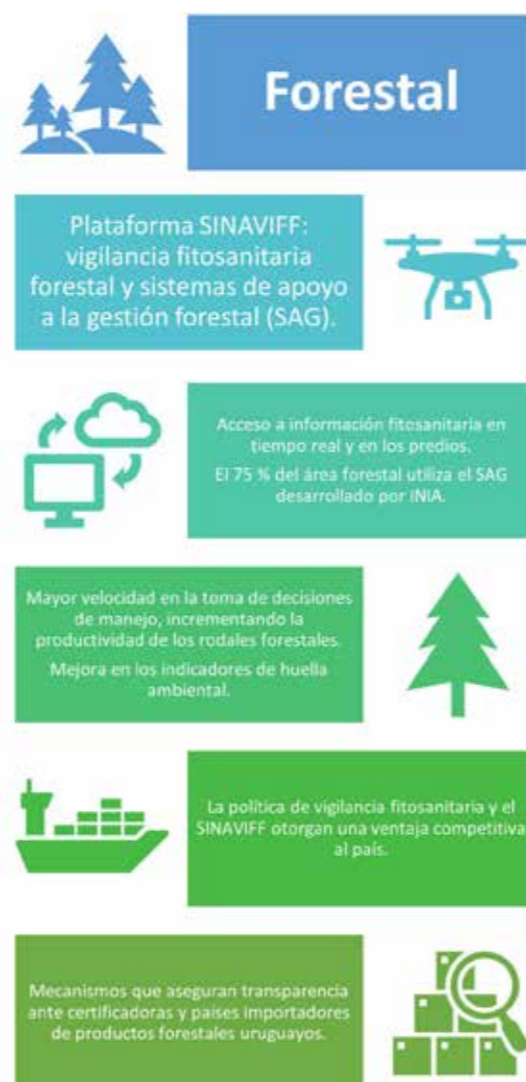 Forestal
Plataforma SINAVIFF:
vigilancia fitosanitaria
forestal y sistemas de apoyo
a la gestión forestal (SAG).
Acceso a información fitosanitaria en
tiempo real y en los predios.
El 75 % del área forestal utiliza el SAG
desarrollado por INIA.
Mayor velocidad en la toma de decisiones
de manejo, incrementando la
productividad de los rodales forestales.
Mejora en los indicadores de huella
ambiental.
La política de vigilancia fitosanitaria y el
SINAVIFF otorgan una ventaja competitiva
al país.
Mecanismos que aseguran transparencia
ante certificadoras y países importadores
de productos forestales uruguayos.